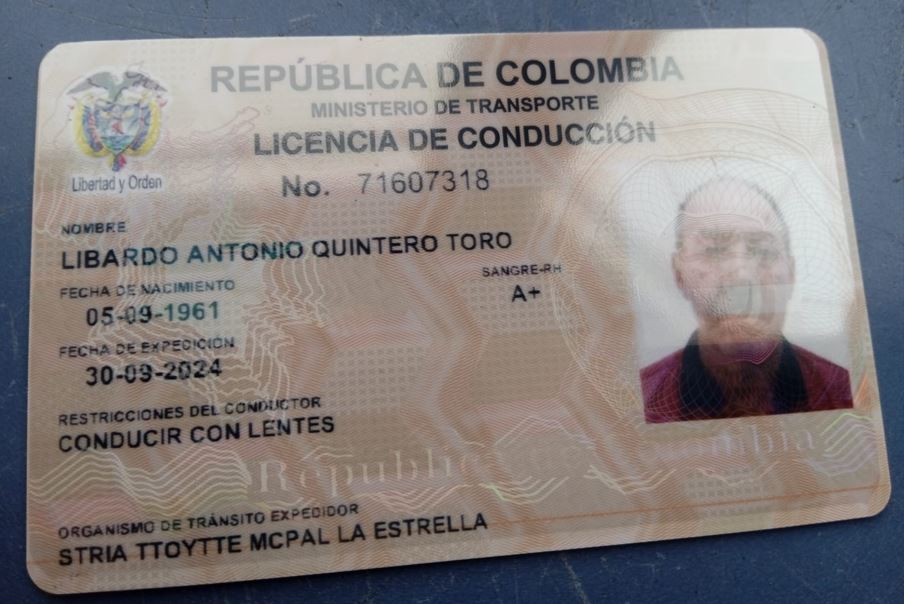 REPÚBLICA DE COLOMBIA
MINISTERIO DE TRANSPORTE
LICENCIA DE CONDUCCIÓN
Libertad y Orden
No. 71607318
NOMBRE
LIBARDO ANTONIO QUINTERO TORO
FECHA DE NACIMIENTO
05-09-1961
SANGRE-RH
A+
FECHA DE EXPEDICIÓN
30-09-2024
RESTRICCIONES DEL CONDUCTOR
CONDUCIR CON LENTES
ORGANISMO DE TRÁNSITO EXPEDIDOR
STRIA TTOYTTE MCPAL LA ESTRELLA